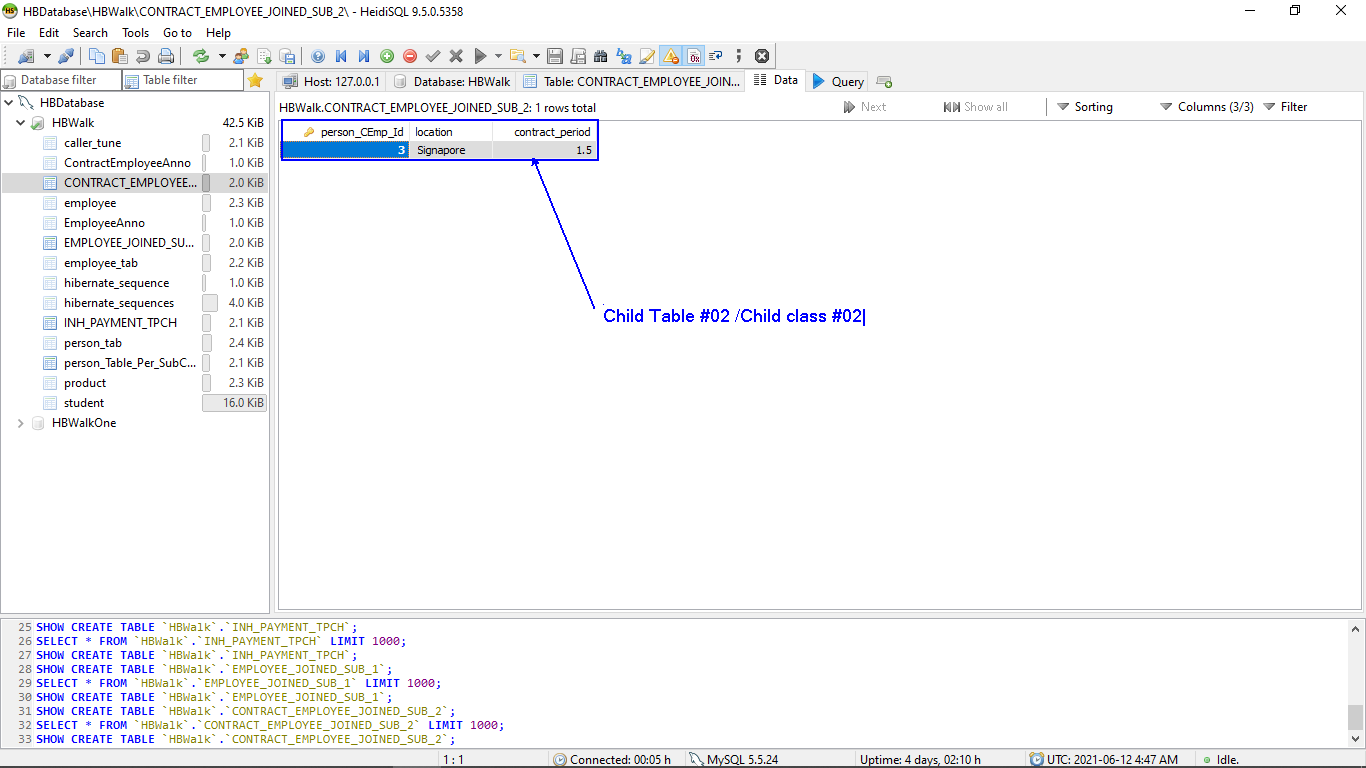 HBDatabase\HBWalk\CONTRACT_EMPLOYEE_JOINED_SUB_2\ - HeidiSQL 9.5.0.5358
File Edit Search Tools Go to Help
Database filter Table filter Host: 127.0.0.1 Database: HBWalk Table: CONTRACT_EMPLOYEE_JOIN... Data Query
HBDatabase
HBWalk 42.5 KiB
caller_tune 2.1 KiB
ContractEmployeeAnno 1.0 KiB
CONTRACT_EMPLOYEE... 2.0 KiB
employee 2.3 KiB
EmployeeAnno 1.0 KiB
EMPLOYEE_JOINED_SU... 2.0 KiB
employee_tab 2.2 KiB
hibernate_sequence 1.0 KiB
hibernate_sequences 4.0 KiB
INH_PAYMENT_TPCH 2.1 KiB
person_tab 2.4 KiB
person_Table_Per_SubC... 2.1 KiB
product 2.3 KiB
student 16.0 KiB
HBWalkOne
HBWalk.CONTRACT_EMPLOYEE_JOINED_SUB_2: 1 rows total Next Show all Sorting Columns (3/3) Filter
person_CEmp_Id location contract_period
3 Signapore 1.5
Child Table #02 /Child class #02
25 SHOW CREATE TABLE `HBWalk`.`INH_PAYMENT_TPCH`;
26 SELECT * FROM `HBWalk`.`INH_PAYMENT_TPCH` LIMIT 1000;
27 SHOW CREATE TABLE `HBWalk`.`INH_PAYMENT_TPCH`;
28 SHOW CREATE TABLE `HBWalk`.`EMPLOYEE_JOINED_SUB_1`;
29 SELECT * FROM `HBWalk`.`EMPLOYEE_JOINED_SUB_1` LIMIT 1000;
30 SHOW CREATE TABLE `HBWalk`.`EMPLOYEE_JOINED_SUB_1`;
31 SHOW CREATE TABLE `HBWalk`.`CONTRACT_EMPLOYEE_JOINED_SUB_2`;
32 SELECT * FROM `HBWalk`.`CONTRACT_EMPLOYEE_JOINED_SUB_2` LIMIT 1000;
33 SHOW CREATE TABLE `HBWalk`.`CONTRACT_EMPLOYEE_JOINED_SUB_2`;
1 : 1 Connected: 00:05 h MySQL 5.5.24 Uptime: 4 days, 02:10 h UTC: 2021-06-12 4:47 AM Idle.